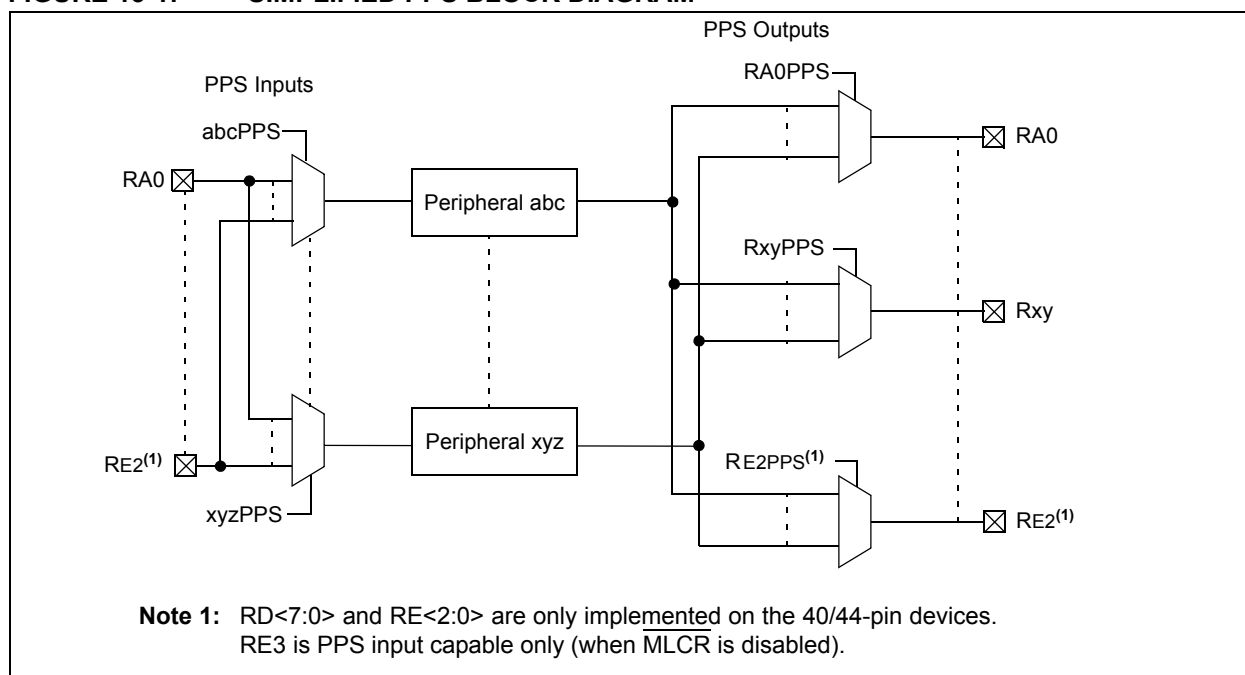 PPS Outputs
RA0PPS
PPS Inputs
abcPPS
RA0
RA0
Peripheral abc
RxyPPS
Rxy
Peripheral xyz
RE2(1)
RE2PPS(1)
xyzPPS
RE2(1)
Note 1: RD<7:0> and RE<2:0> are only implemented on the 40/44-pin devices.
RE3 is PPS input capable only (when MLCR is disabled).